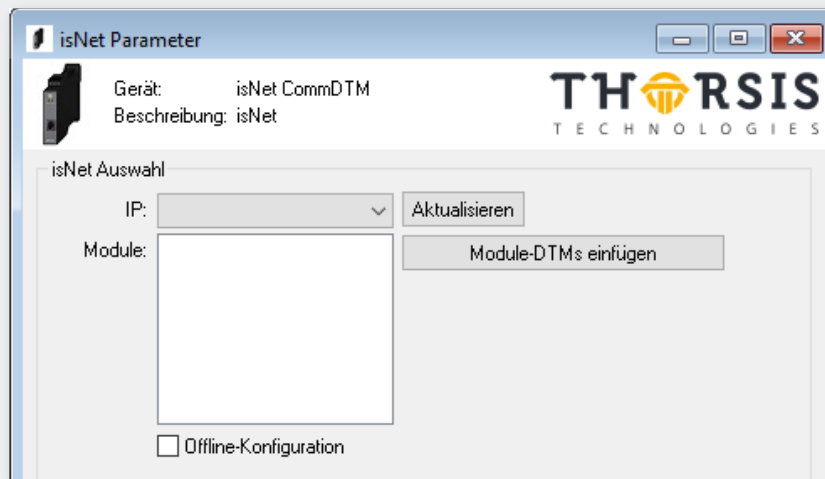 isNet Parameter
Gerät: isNet CommDTM
Beschreibung: isNet
THORSIS
TECHNOLOGIES
isNet Auswahl
IP: Aktualisieren
Module: Module-DTMs einfügen
Offline-Konfiguration